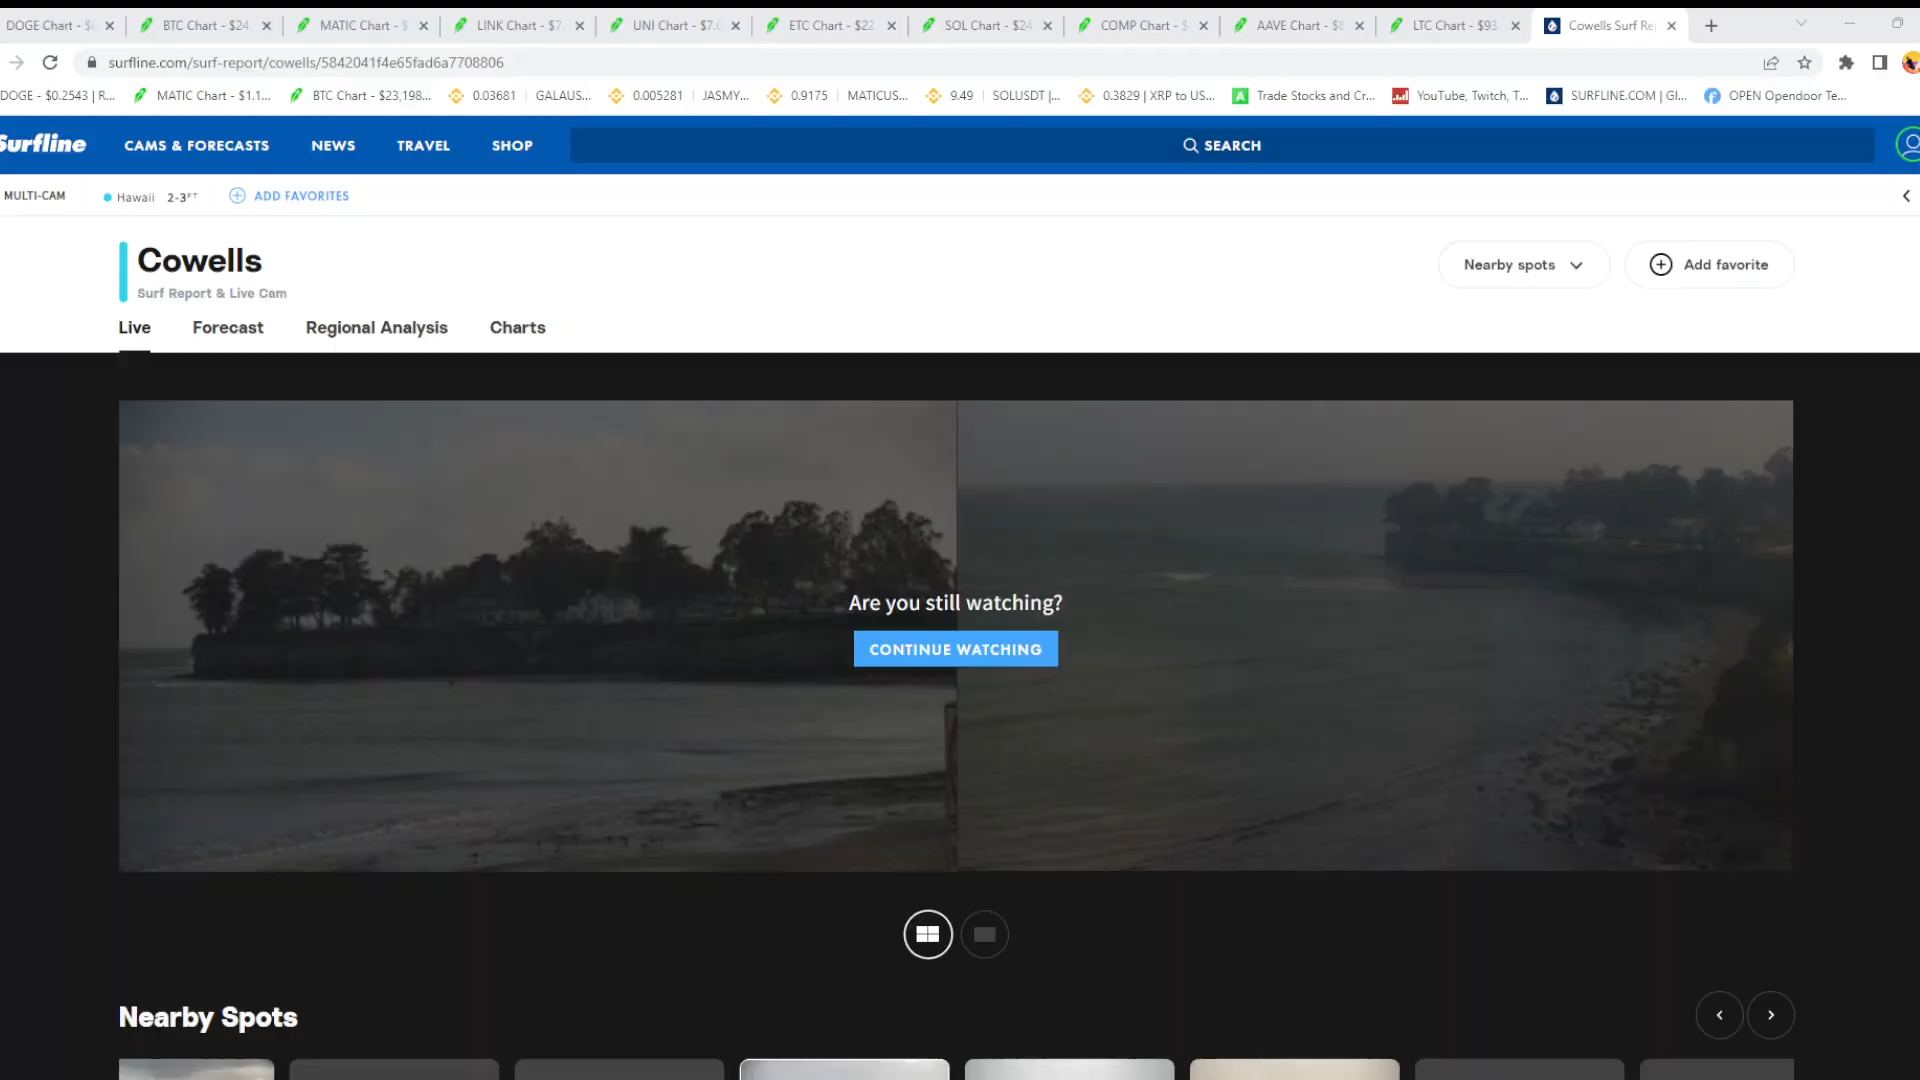 DOGE Chart - $0
BTC Chart - $24
MATIC Chart - $
LINK Chart - $7.
UNI Chart - $7.0
ETC Chart - $22
SOL Chart - $24
COMP Chart - $
AAVE Chart - $8
LTC Chart - $93
Cowells Surf Re
surfline.com/surf-report/cowells/5842041f4e65fad6a7708806
DOGE - $0.2543 | R...
MATIC Chart - $1.1...
BTC Chart - $23,198...
0.03681 | GALAUS...
0.005281 | JASMY...
0.9175 | MATICUS...
9.49 | SOLUSDT |...
0.3829 | XRP to US...
Trade Stocks and Cr...
YouTube, Twitch, T...
SURFLINE.COM | Gl...
OPEN Opendoor Te...
Surfline
CAMS & FORECASTS
NEWS
TRAVEL
SHOP
SEARCH
MULTI-CAM
Hawaii 2-3FT
ADD FAVORITES
Cowells
Surf Report & Live Cam
Nearby spots
Add favorite
Live
Forecast
Regional Analysis
Charts
Are you still watching?
CONTINUE WATCHING
Nearby Spots